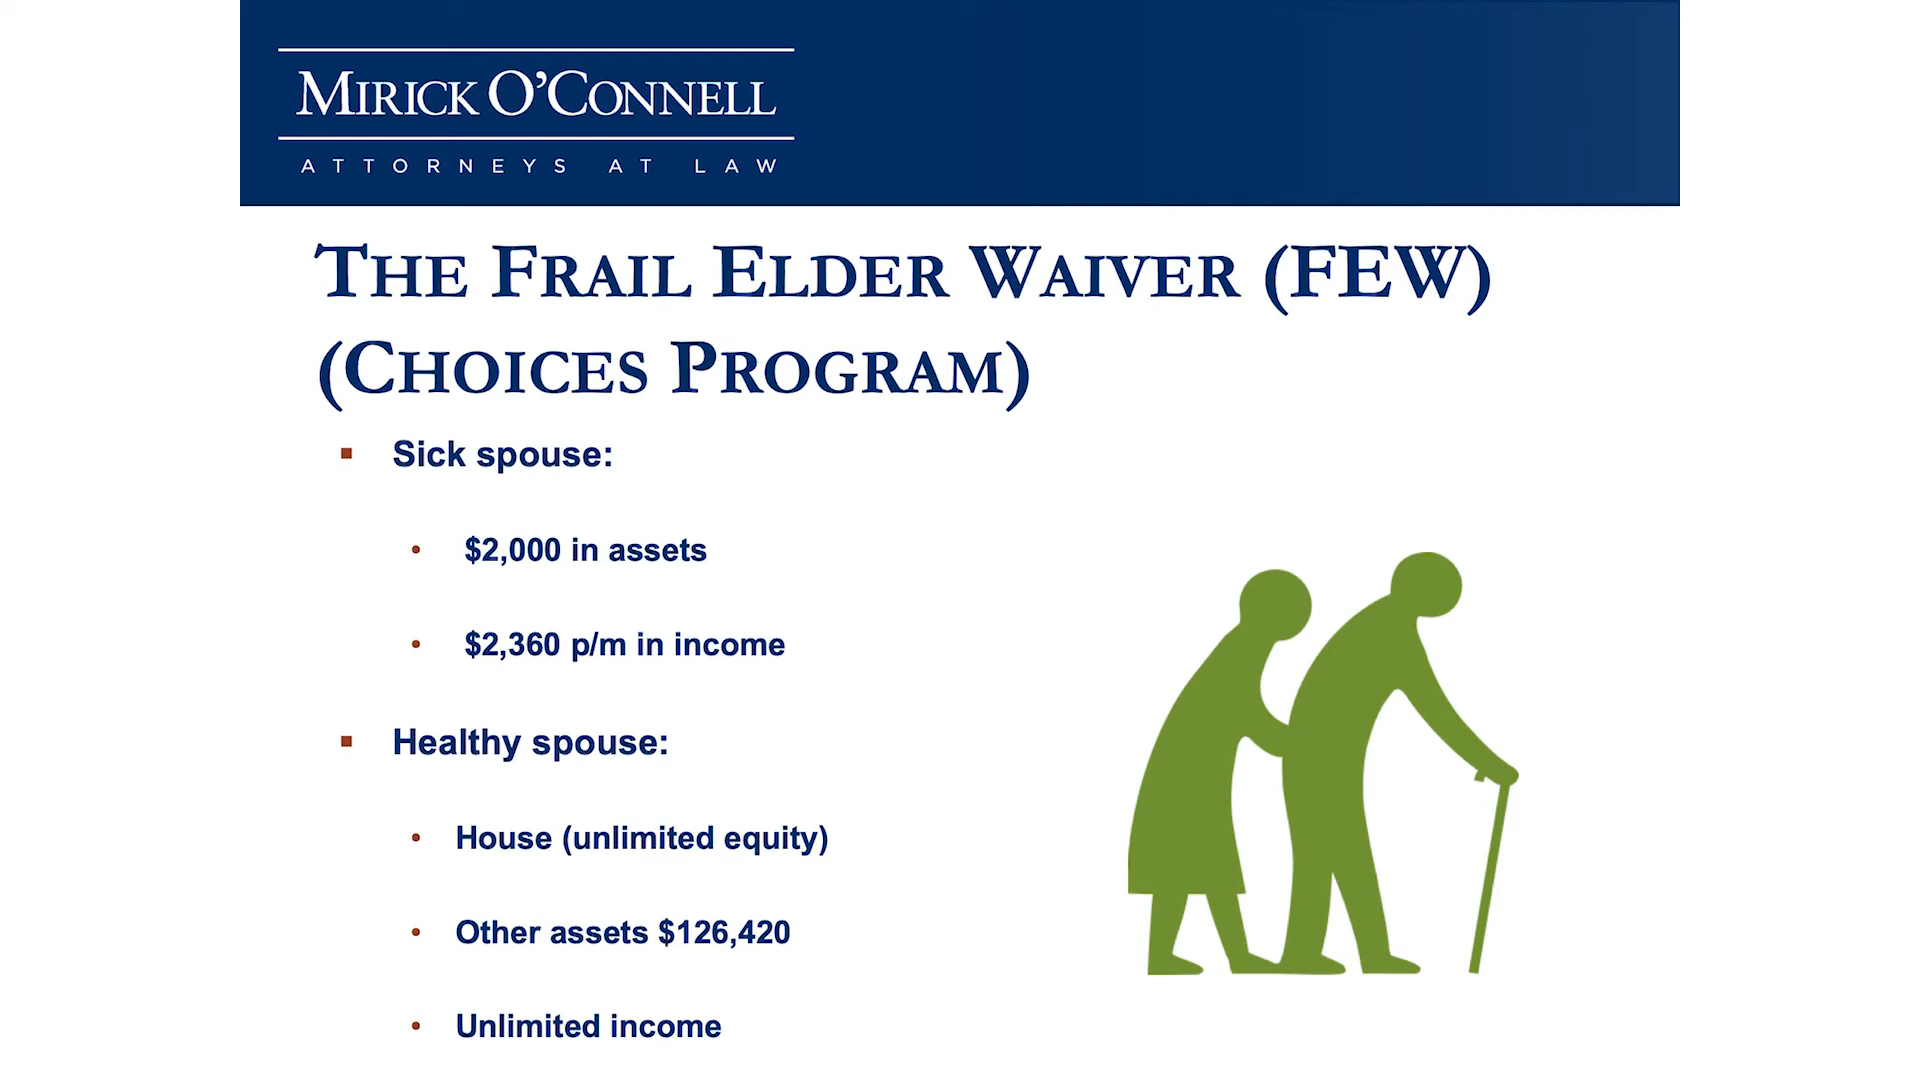 MIRICK O'CONNELL
ATTORNEYS AT LAW
THE FRAIL ELDER WAIVER (FEW)
(CHOICES PROGRAM)
▪ Sick spouse:
• $2,000 in assets
• $2,360 p/m in income
▪ Healthy spouse:
• House (unlimited equity)
• Other assets $126,420
• Unlimited income